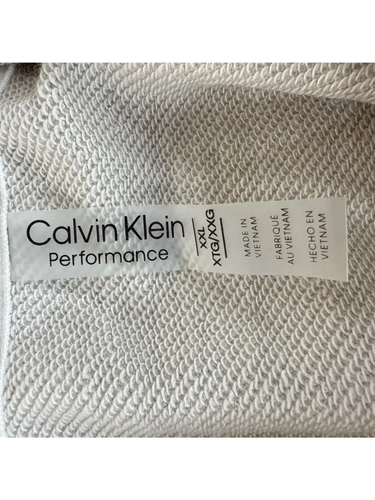 Calvin Klein
Performance
XXL
XTG/XXG
MADE IN
VIETNAM
FABRIQUÉ
AU VIETNAM
HECHO EN
VIETNAM